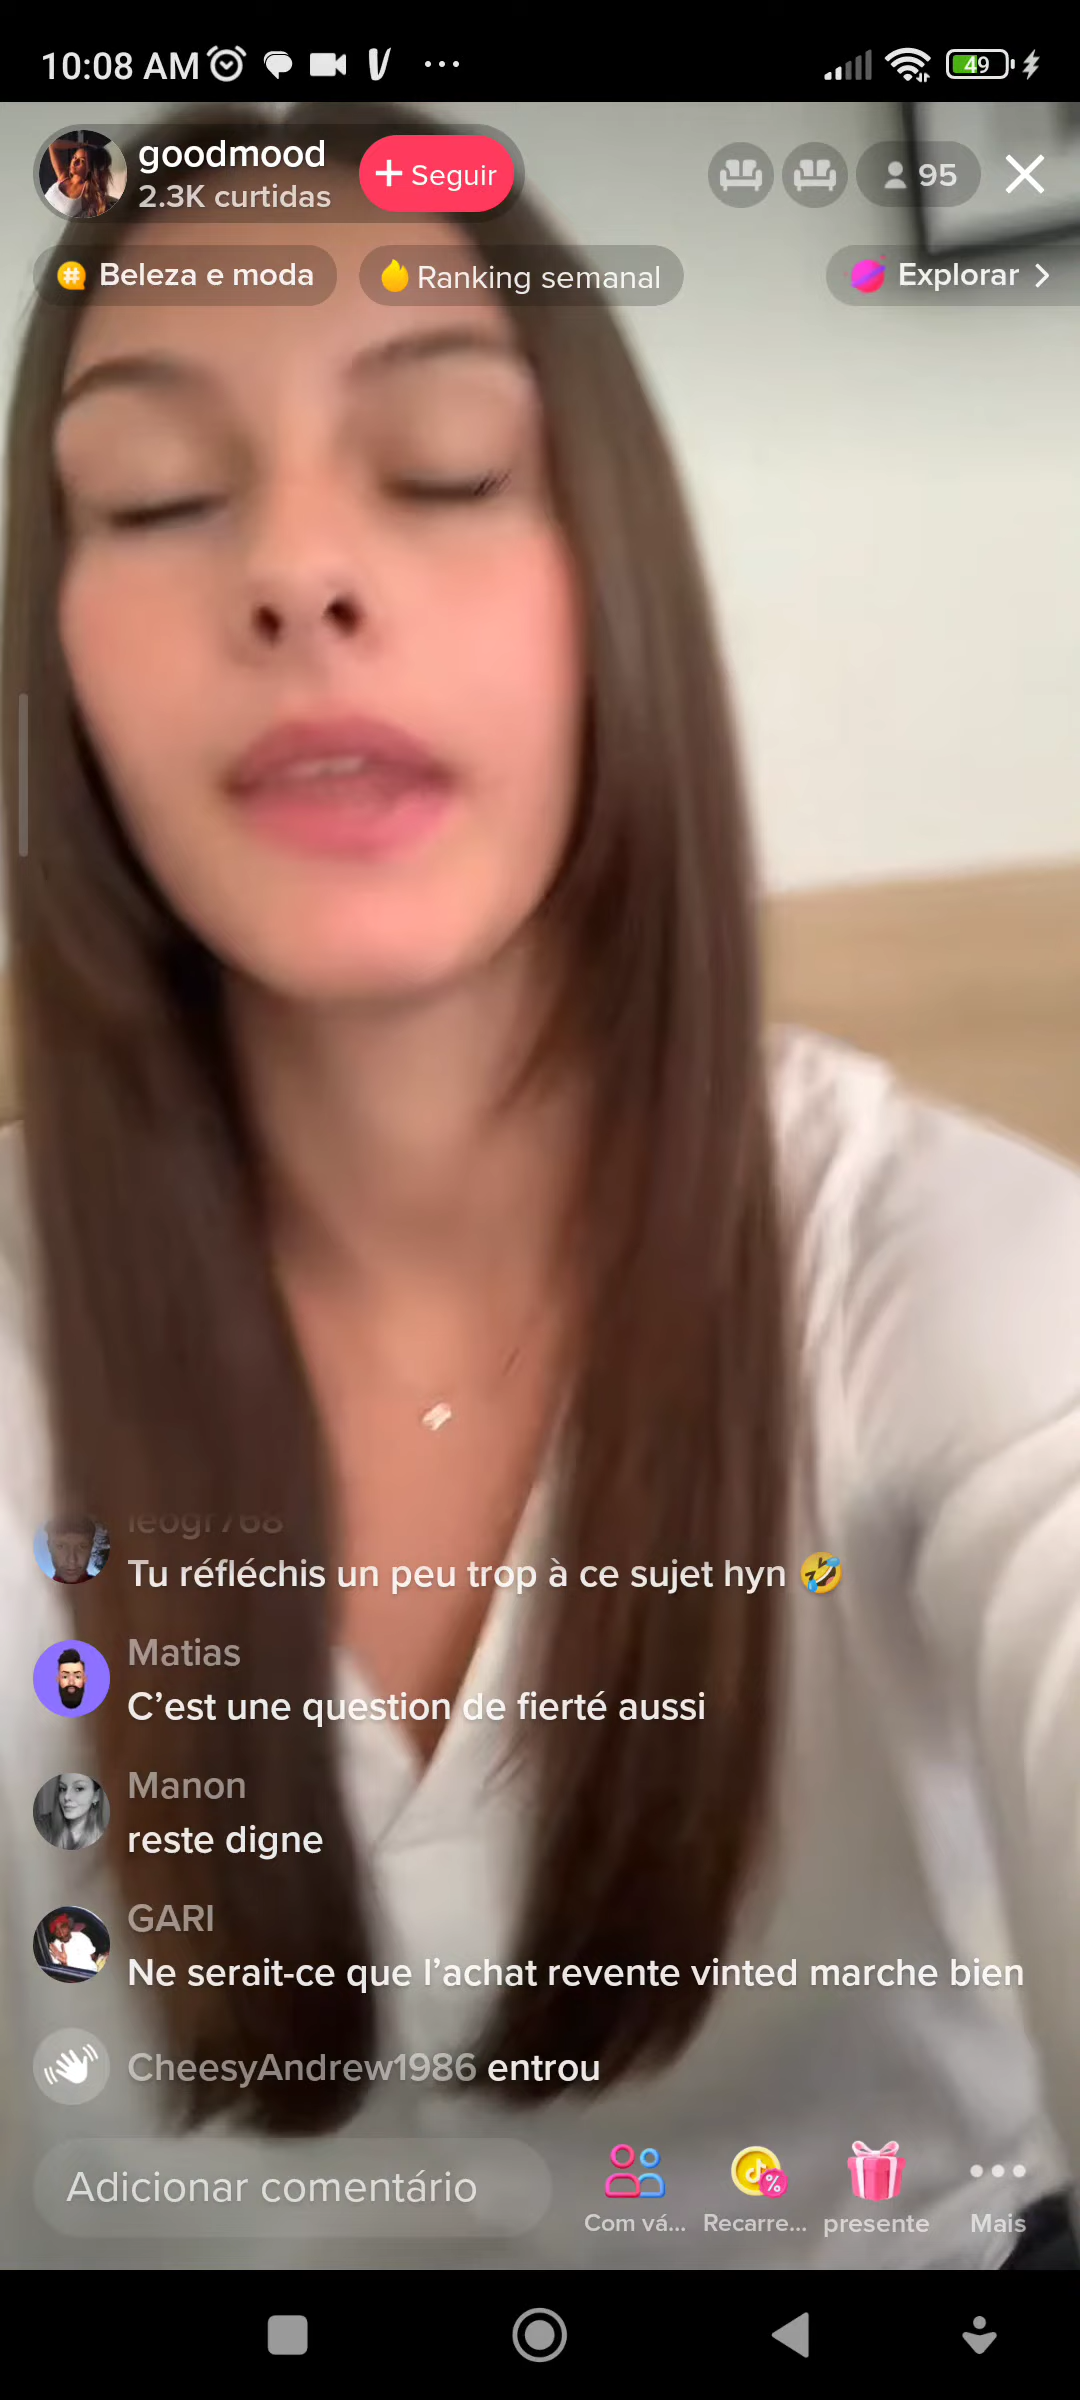 10:08 AM
49
goodmood
2.3K curtidas
+ Seguir
95
Beleza e moda
Ranking semanal
Explorar
leogr768
Tu réfléchis un peu trop à ce sujet hyn 🤣
Matias
C’est une question de fierté aussi
Manon
reste digne
GARI
Ne serait-ce que l’achat revente vinted marche bien
CheesyAndrew1986 entrou
Adicionar comentário
Com vá...
Recarre...
presente
Mais